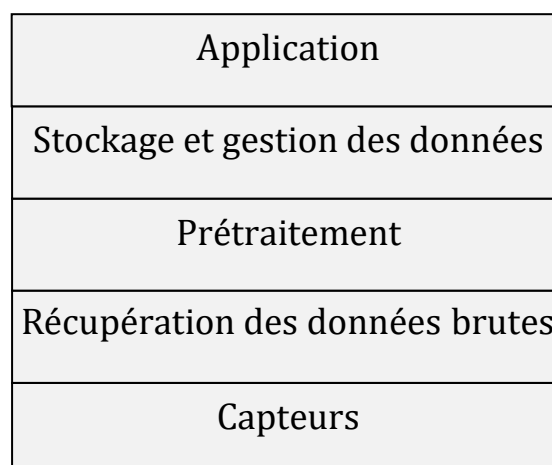 Application
Stockage et gestion des données
Prétraitement
Récupération des données brutes
Capteurs